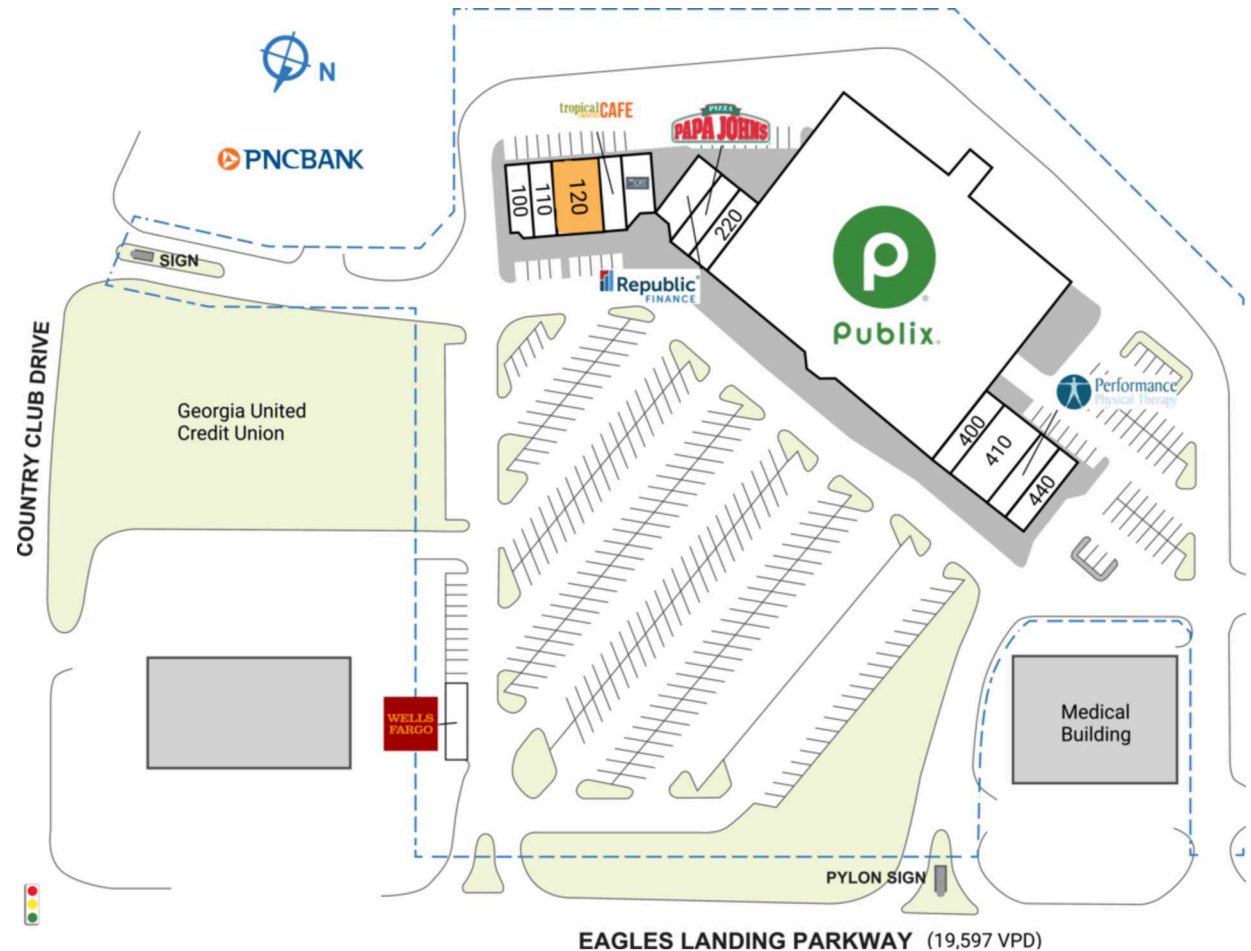 N
PNCBANK
tropical CAFE
PIZZA
PAPA JOHNS
100
110
120
220
SIGN
Republic
FINANCE
Publix.
COUNTRY CLUB DRIVE
Georgia United
Credit Union
Performance
Physical Therapy
400
410
440
WELLS
FARGO
Medical
Building
PYLON SIGN
EAGLES LANDING PARKWAY (19,597 VPD)